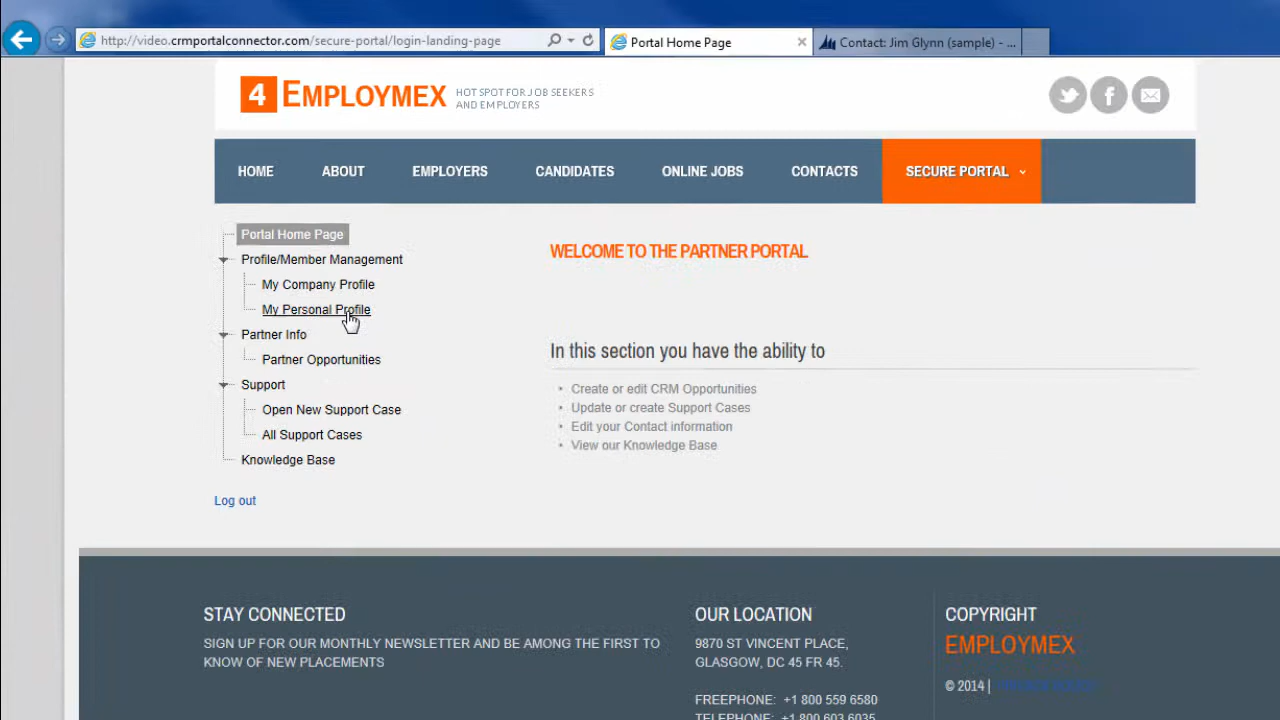 http://video.crmportalconnector.com/secure-portal/login-landing-page
Portal Home Page
Contact: Jim Glynn (sample) - ...
4 EMPLOYMEX
HOT SPOT FOR JOB SEEKERS
AND EMPLOYERS
HOME ABOUT EMPLOYERS CANDIDATES ONLINE JOBS CONTACTS SECURE PORTAL
Portal Home Page
Profile/Member Management
My Company Profile
My Personal Profile
Partner Info
Partner Opportunities
Support
Open New Support Case
All Support Cases
Knowledge Base
Log out
WELCOME TO THE PARTNER PORTAL
In this section you have the ability to
Create or edit CRM Opportunities
Update or create Support Cases
Edit your Contact information
View our Knowledge Base
STAY CONNECTED
SIGN UP FOR OUR MONTHLY NEWSLETTER AND BE AMONG THE FIRST TO
KNOW OF NEW PLACEMENTS
OUR LOCATION
9870 ST VINCENT PLACE,
GLASGOW, DC 45 FR 45.
FREEPHONE: +1 800 559 6580
TELEPHONE: +1 800 603 6035
COPYRIGHT
EMPLOYMEX
© 2014 |